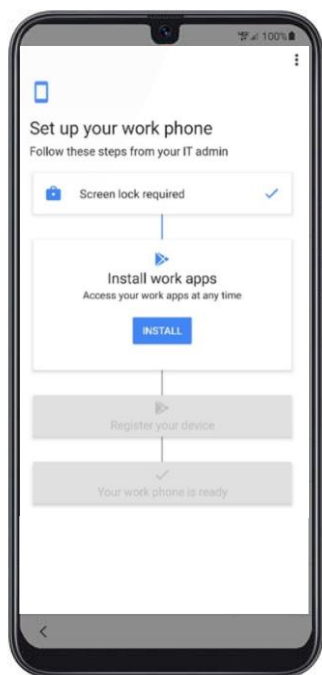 100%
Set up your work phone
Follow these steps from your IT admin
Screen lock required
Install work apps
Access your work apps at any time
INSTALL
Register your device
Your work phone is ready